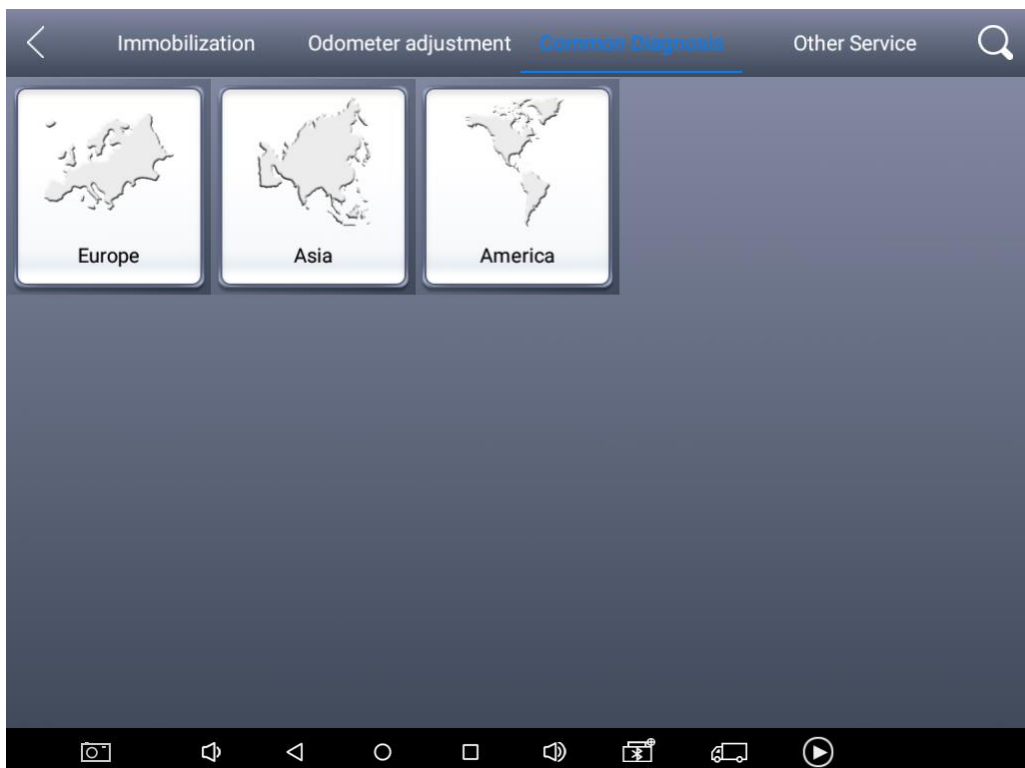 Immobilization Odometer adjustment Common Diagnosis Other Service
Europe Asia America